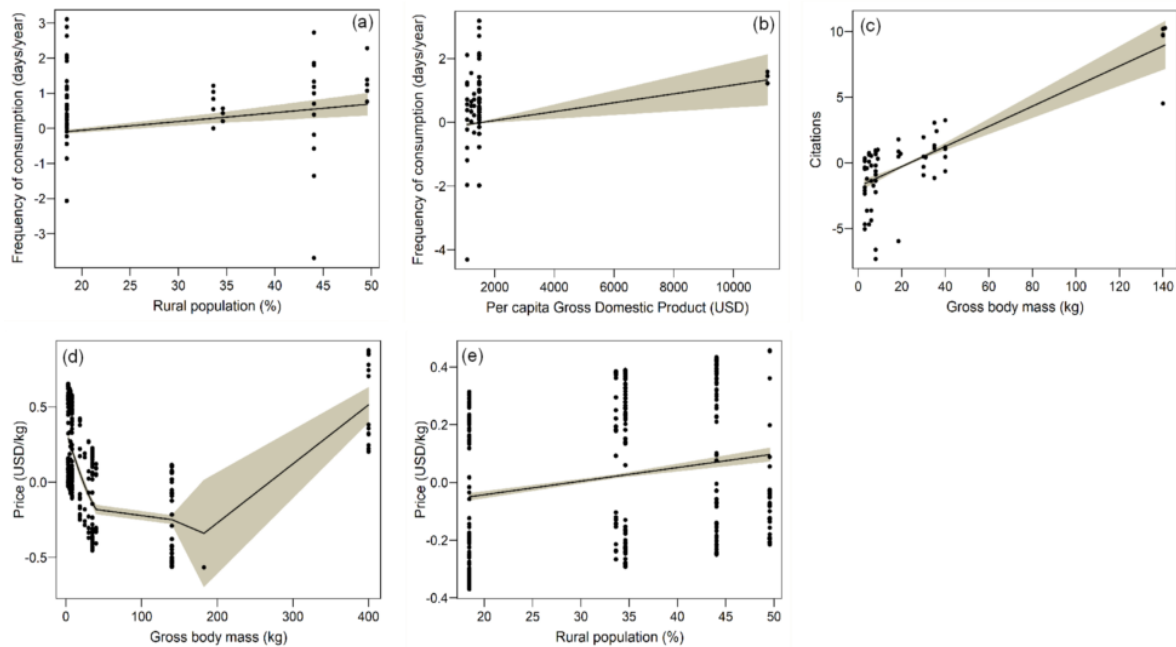 (a)
Frequency of consumption (days/year)
3
2
1
0
-1
-2
-3
20 25 30 35 40 45 50
Rural population (%)
(b)
Frequency of consumption (days/year)
2
0
-2
-4
2000 4000 6000 8000 10000
Per capita Gross Domestic Product (USD)
(c)
Citations
10
5
0
-5
0 20 40 60 80 100 120 140
Gross body mass (kg)
(d)
Price (USD/kg)
0.5
0.0
-0.5
0 100 200 300 400
Gross body mass (kg)
(e)
Price (USD/kg)
0.4
0.2
0.0
-0.2
-0.4
20 25 30 35 40 45 50
Rural population (%)